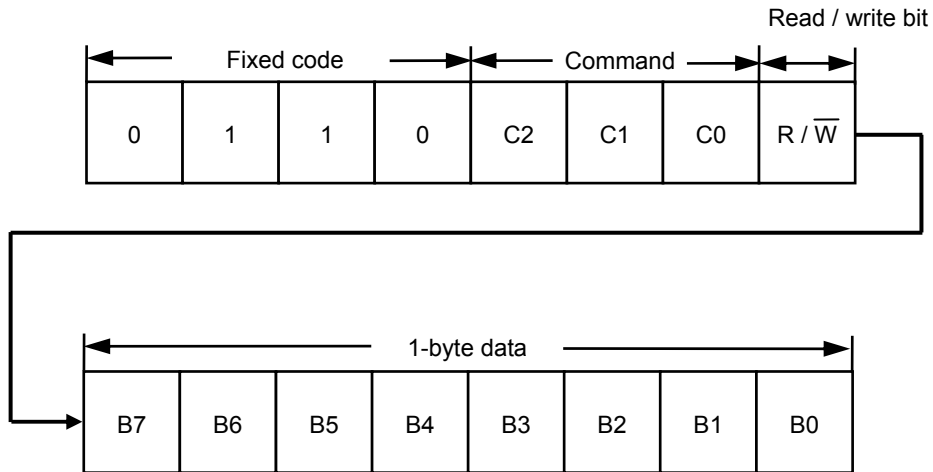 Read / write bit
Fixed code Command
0 1 1 0 C2 C1 C0 R / W̅
1-byte data
B7 B6 B5 B4 B3 B2 B1 B0